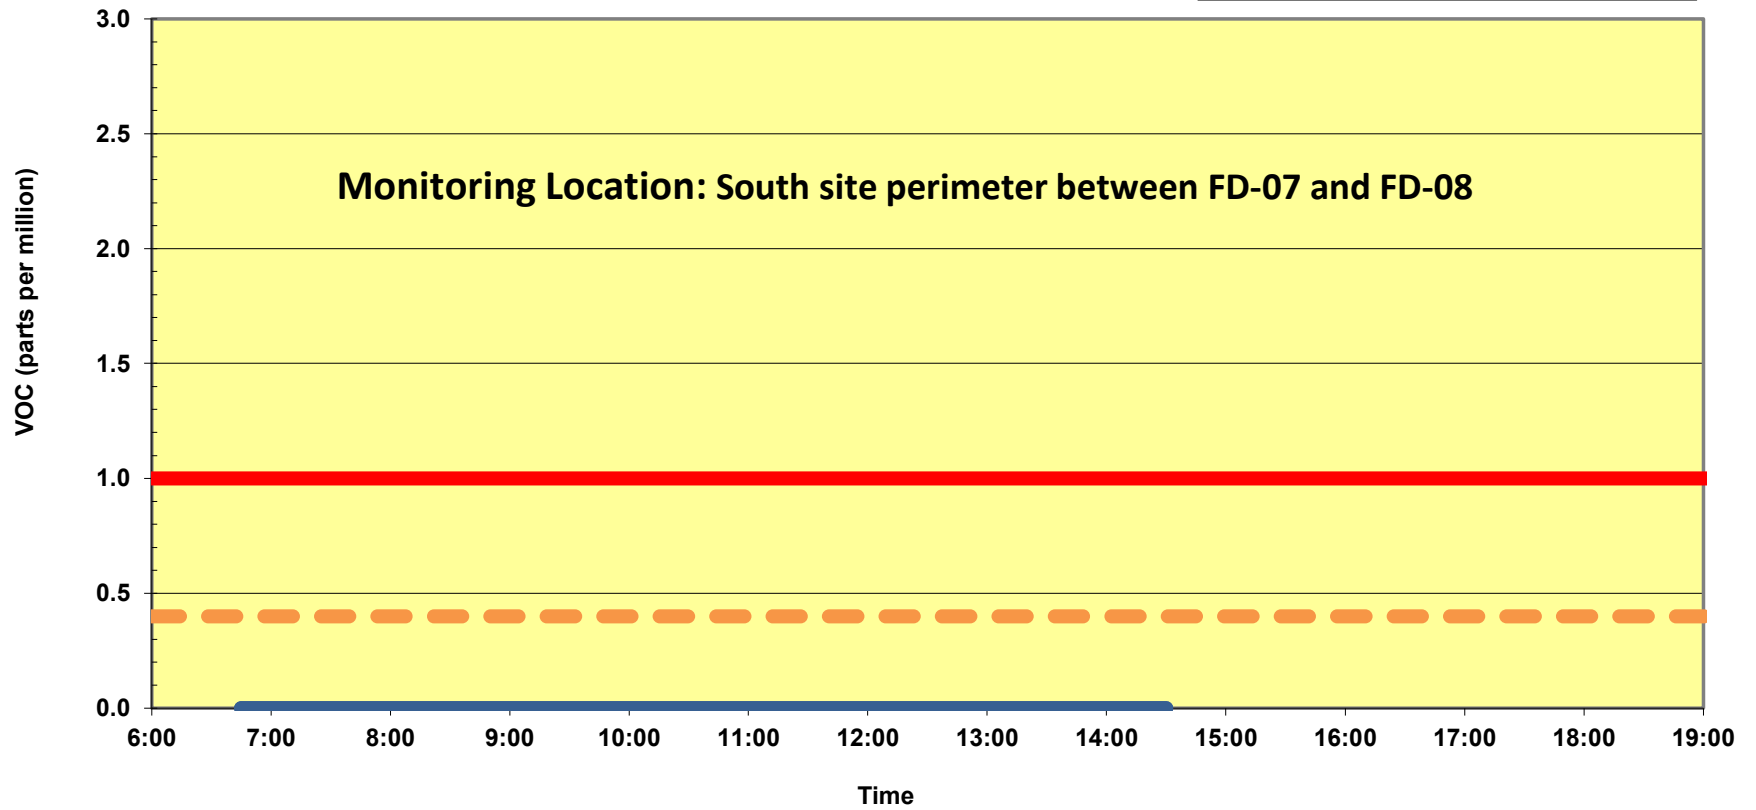 3.0
2.5
Monitoring Location: South site perimeter between FD-07 and FD-08
2.0
1.5
1.0
0.5
0.0
VOC (parts per million)
6:00 7:00 8:00 9:00 10:00 11:00 12:00 13:00 14:00 15:00 16:00 17:00 18:00 19:00
Time